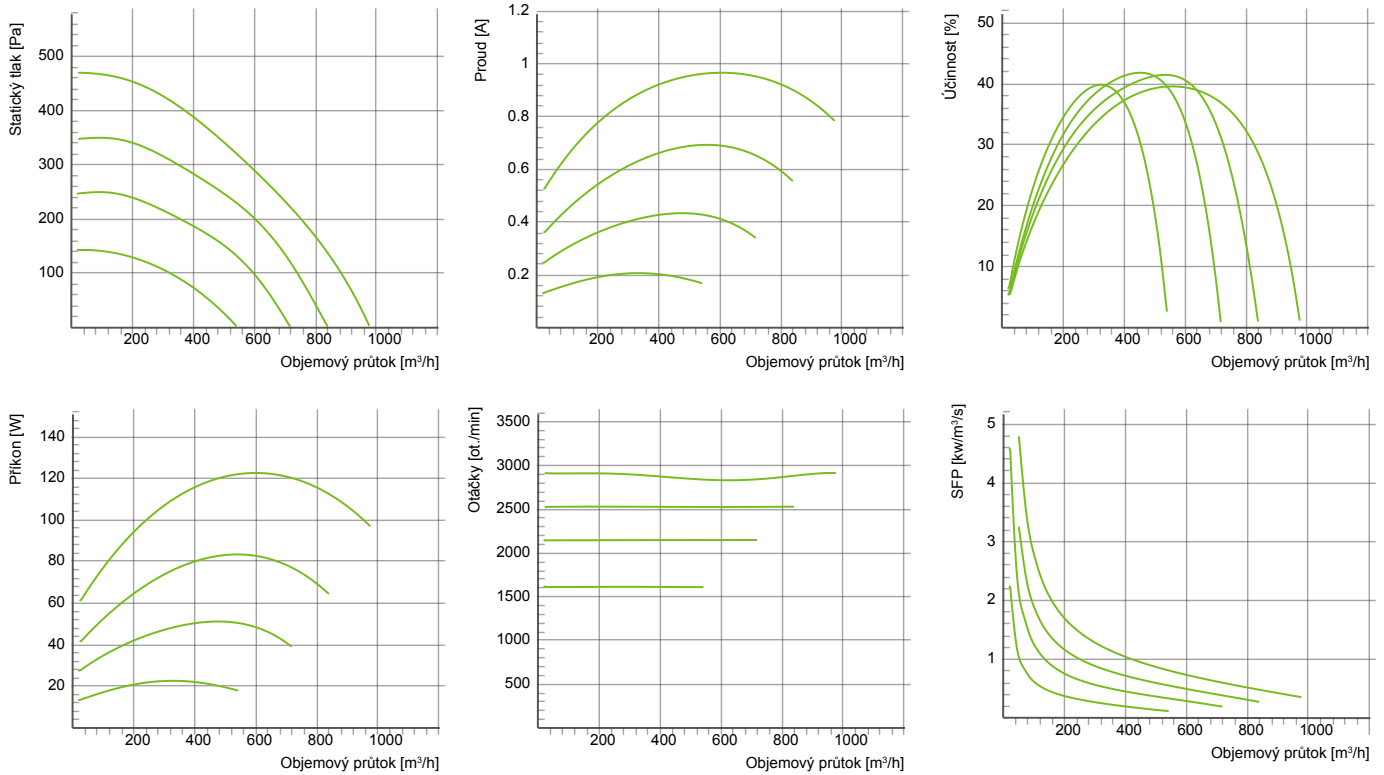 Statický tlak [Pa]
500
400
300
200
100
200 400 600 800 1000
Objemový průtok [m³/h]
Proud [A]
1.2
1
0.8
0.6
0.4
0.2
200 400 600 800 1000
Objemový průtok [m³/h]
Účinnost [%]
50
40
30
20
10
200 400 600 800 1000
Objemový průtok [m³/h]
Příkon [W]
140
120
100
80
60
40
20
200 400 600 800 1000
Objemový průtok [m³/h]
Otáčky [ot./min]
3500
3000
2500
2000
1500
1000
500
200 400 600 800 1000
Objemový průtok [m³/h]
SFP [kw/m³/s]
5
4
3
2
1
200 400 600 800 1000
Objemový průtok [m³/h]